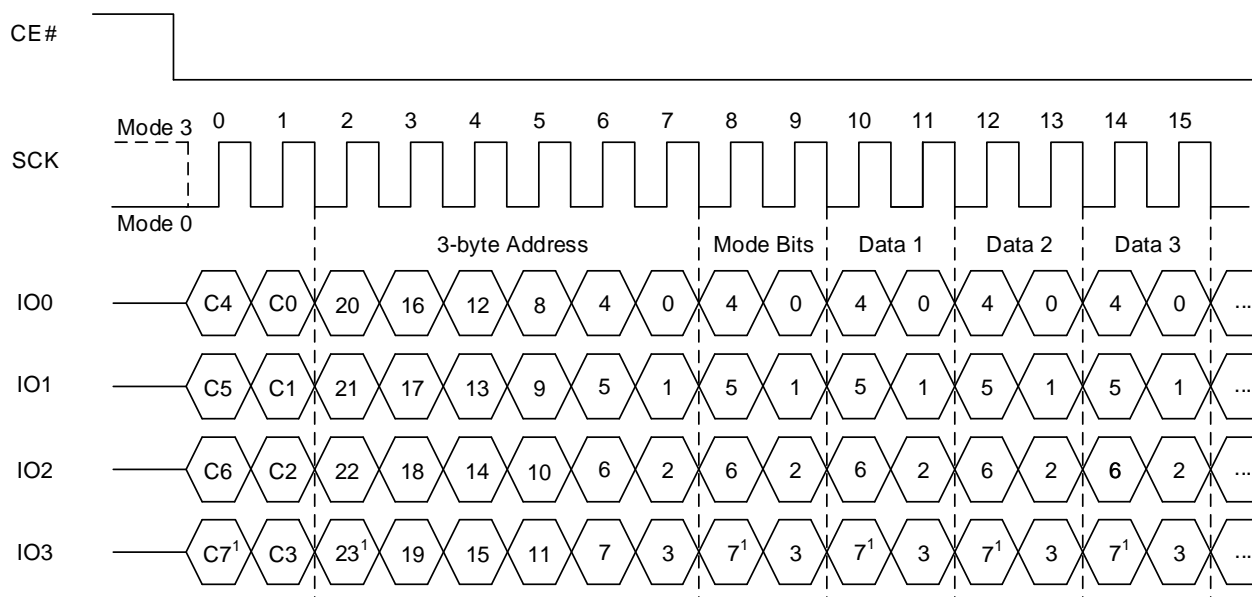 CE#
Mode 3 0 1 2 3 4 5 6 7 8 9 10 11 12 13 14 15
SCK
Mode 0
3-byte Address Mode Bits Data 1 Data 2 Data 3
IO0 C4 C0 20 16 12 8 4 0 4 0 4 0 4 0 4 0 ...
IO1 C5 C1 21 17 13 9 5 1 5 1 5 1 5 1 5 1 ...
IO2 C6 C2 22 18 14 10 6 2 6 2 6 2 6 2 6 2 ...
IO3 C7¹ C3 23¹ 19 15 11 7 3 7¹ 3 7¹ 3 7¹ 3 7¹ 3 ...